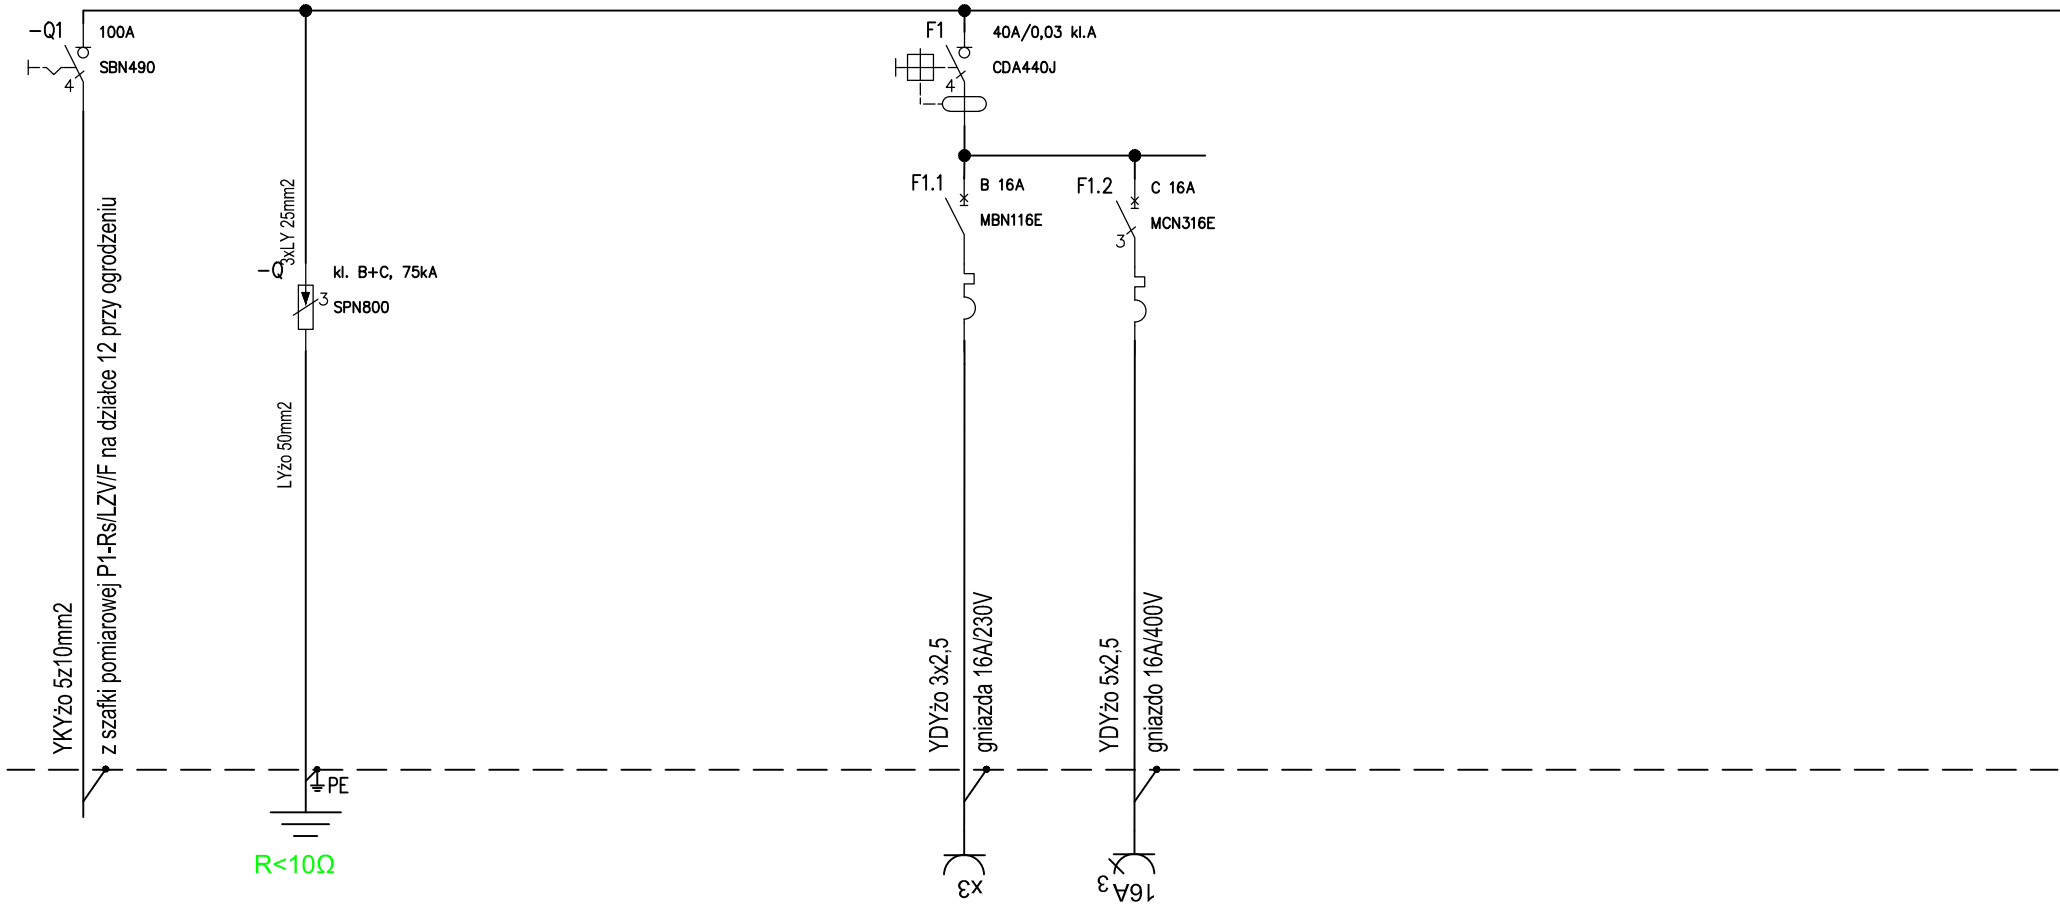 -Q1
100A
SBN490
4
YKYżo 5z10mm2
z szafki pomiarowej P1-Rs/LZV/F na działce 12 przy ogrodzeniu
3xLY 25mm2
-Q
kl. B+C, 75kA
3
SPN800
LYżo 50mm2
PE
R<10Ω
F1
40A/0,03 kl.A
CDA440J
4
F1.1
B 16A
MBN116E
YDYżo 3x2,5
gniazda 16A/230V
x3
F1.2
C 16A
MCN316E
3
YDYżo 5x2,5
gniazdo 16A/400V
3
16A